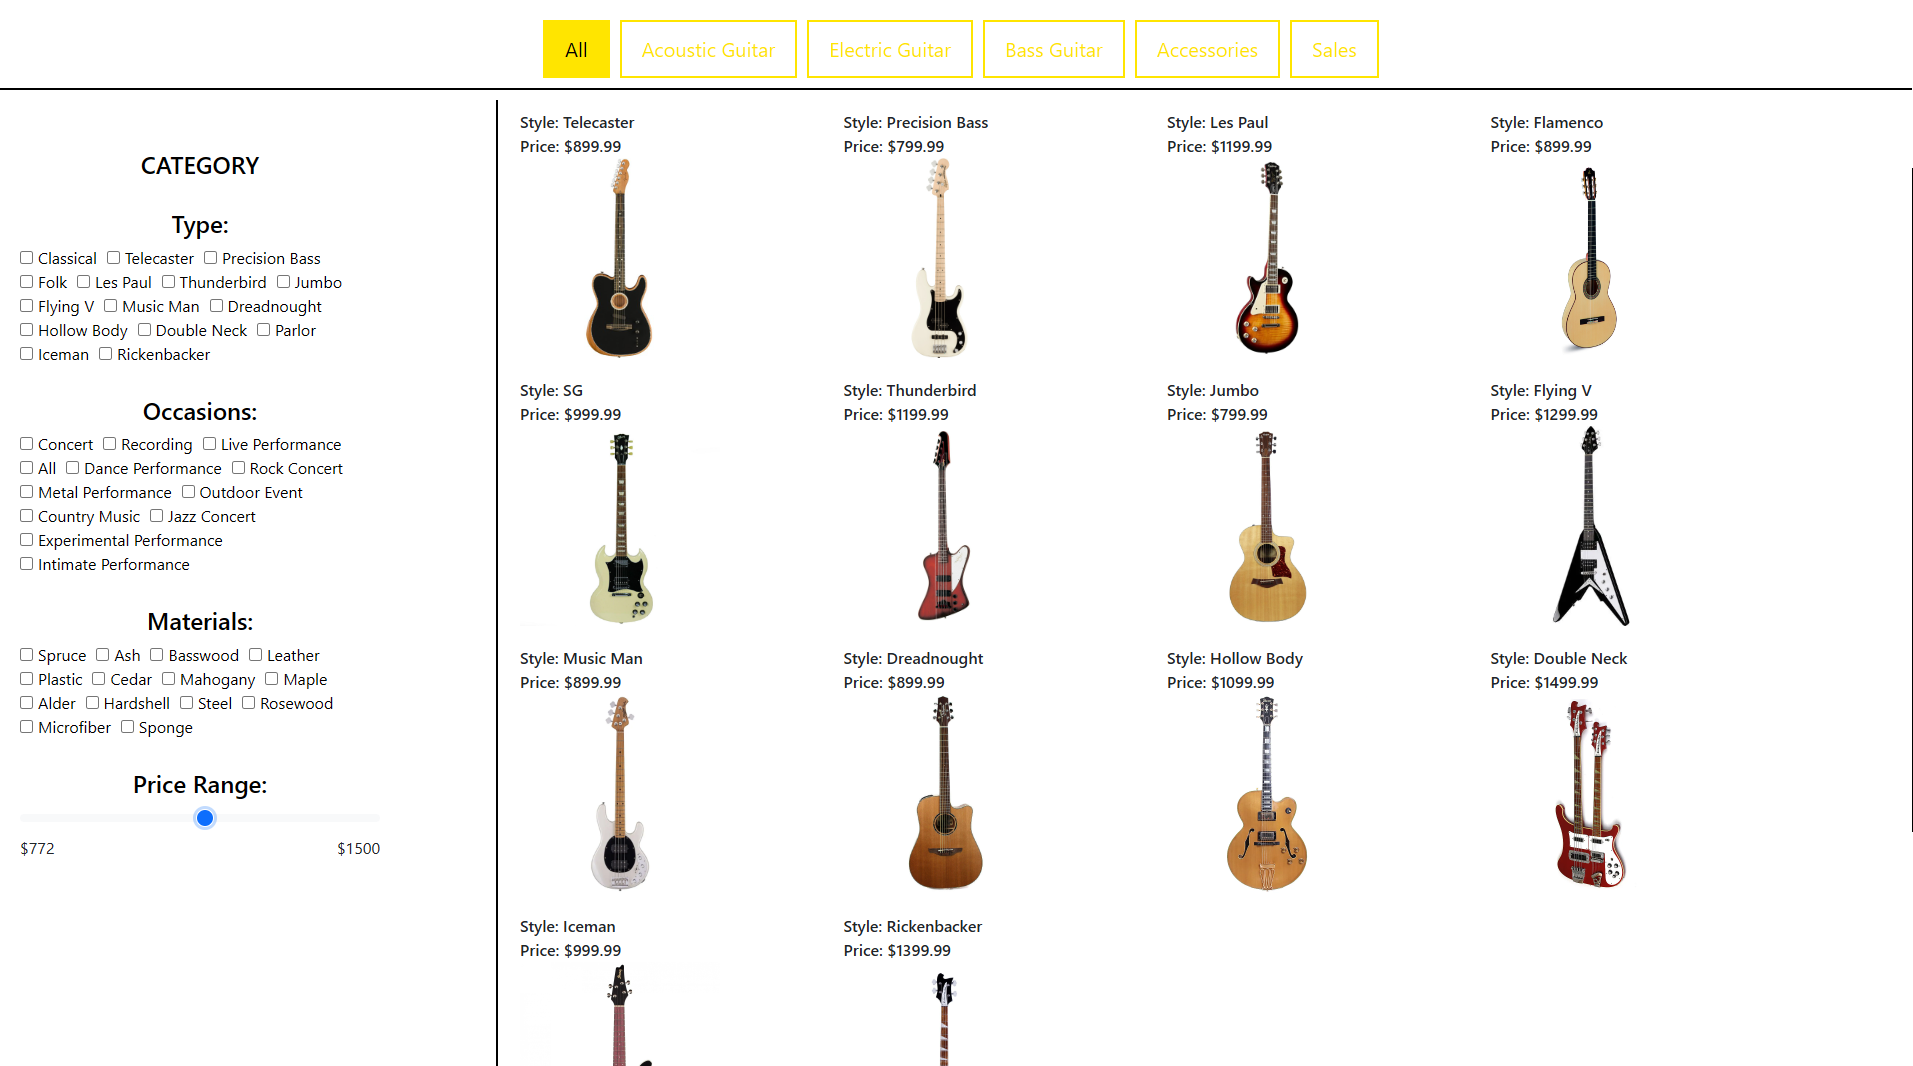 All
Acoustic Guitar
Electric Guitar
Bass Guitar
Accessories
Sales
CATEGORY
Type:
Classical Telecaster Precision Bass
Folk Les Paul Thunderbird Jumbo
Flying V Music Man Dreadnought
Hollow Body Double Neck Parlor
Iceman Rickenbacker
Occasions:
Concert Recording Live Performance
All Dance Performance Rock Concert
Metal Performance Outdoor Event
Country Music Jazz Concert
Experimental Performance
Intimate Performance
Materials:
Spruce Ash Basswood Leather
Plastic Cedar Mahogany Maple
Alder Hardshell Steel Rosewood
Microfiber Sponge
Price Range:
$772 $1500
Style: Telecaster
Price: $899.99
Style: Precision Bass
Price: $799.99
Style: Les Paul
Price: $1199.99
Style: Flamenco
Price: $899.99
Style: SG
Price: $999.99
Style: Thunderbird
Price: $1199.99
Style: Jumbo
Price: $799.99
Style: Flying V
Price: $1299.99
Style: Music Man
Price: $899.99
Style: Dreadnought
Price: $899.99
Style: Hollow Body
Price: $1099.99
Style: Double Neck
Price: $1499.99
Style: Iceman
Price: $999.99
Style: Rickenbacker
Price: $1399.99